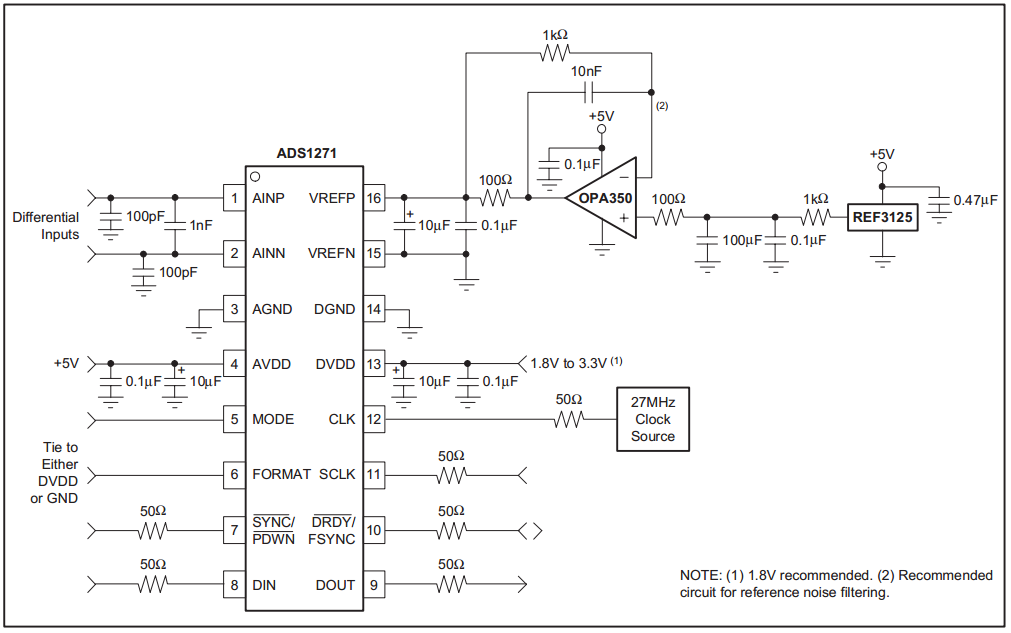 1kΩ
10nF
(2)
+5V
0.1µF
ADS1271
100Ω
OPA350
−
+
100Ω
1kΩ
+5V
REF3125
0.47µF
100µF
0.1µF
Differential
Inputs
100pF
1nF
100pF
1 AINP VREFP 16
+
10µF
0.1µF
2 AINN VREFN 15
3 AGND DGND 14
+5V
0.1µF
+
10µF
4 AVDD DVDD 13
+
10µF
0.1µF
1.8V to 3.3V (1)
5 MODE CLK 12
50Ω
27MHz
Clock
Source
Tie to
Either
DVDD
or GND
6 FORMAT SCLK 11
50Ω
50Ω
7 SYNC/ DRDY/ 10
PDWN FSYNC
50Ω
50Ω
8 DIN DOUT 9
50Ω
NOTE: (1) 1.8V recommended. (2) Recommended
circuit for reference noise filtering.